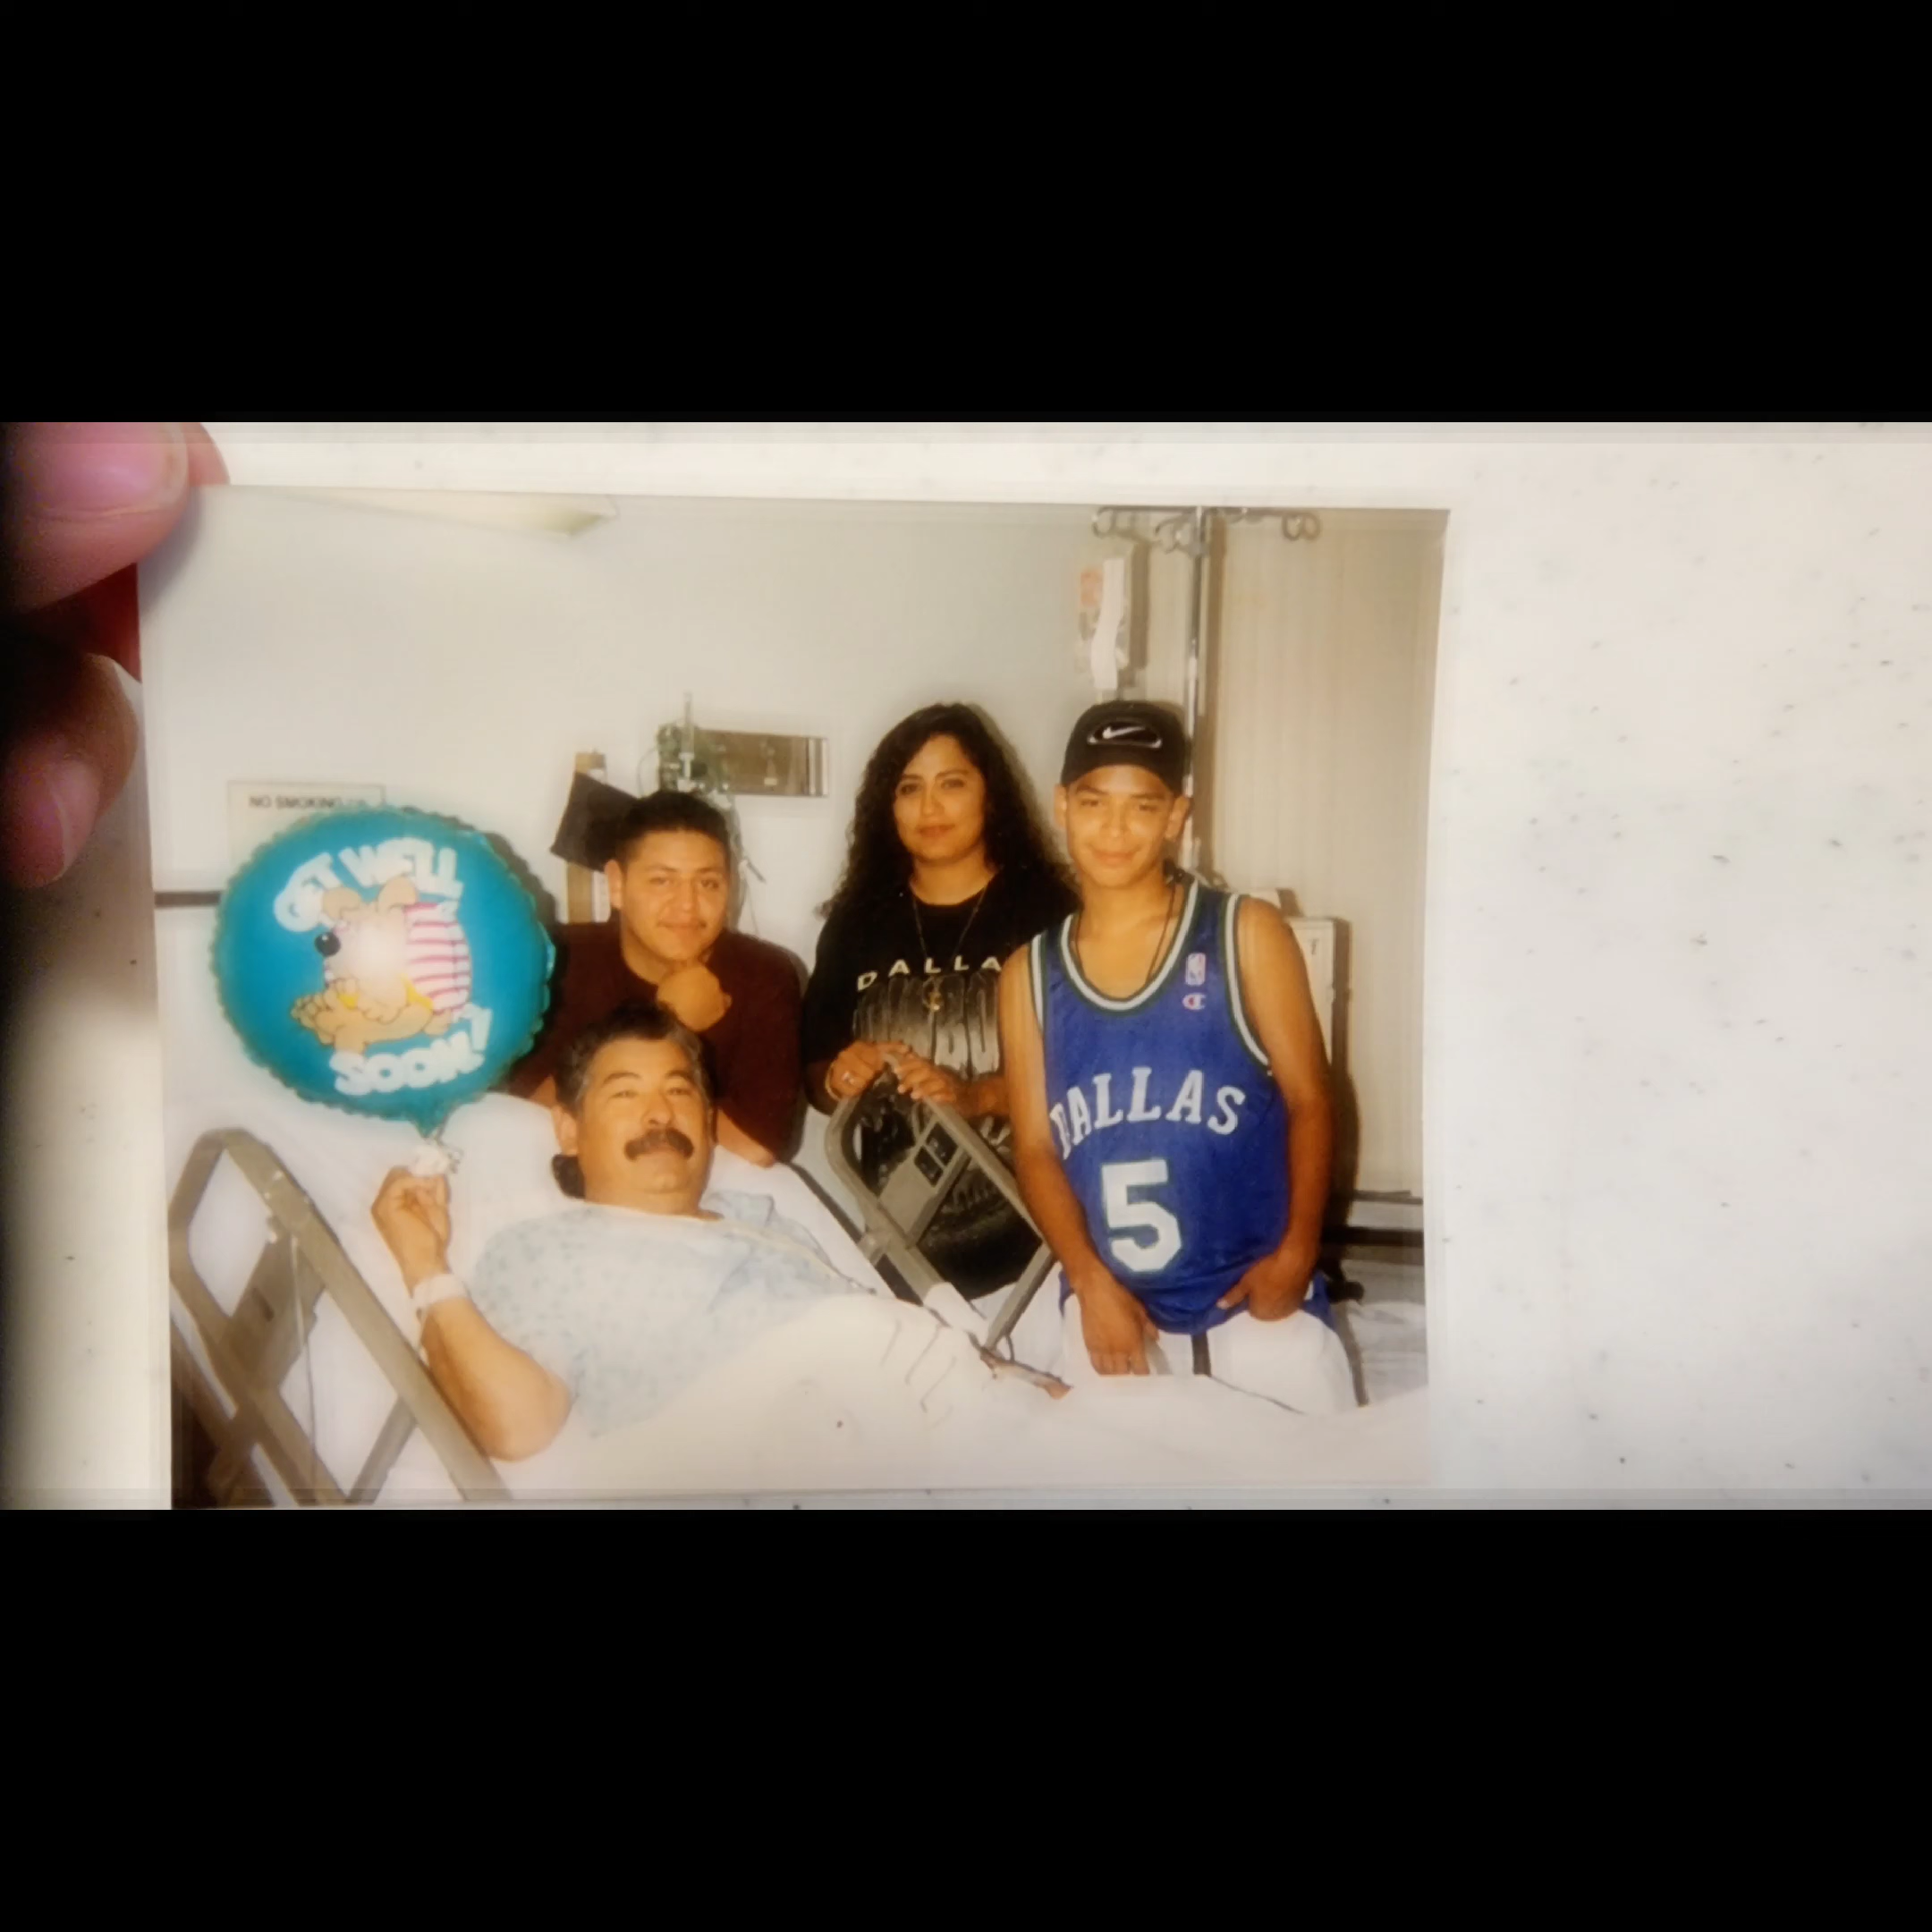 NO SMOKING
GET WELL
SOON!
DALLA
DALLAS
5